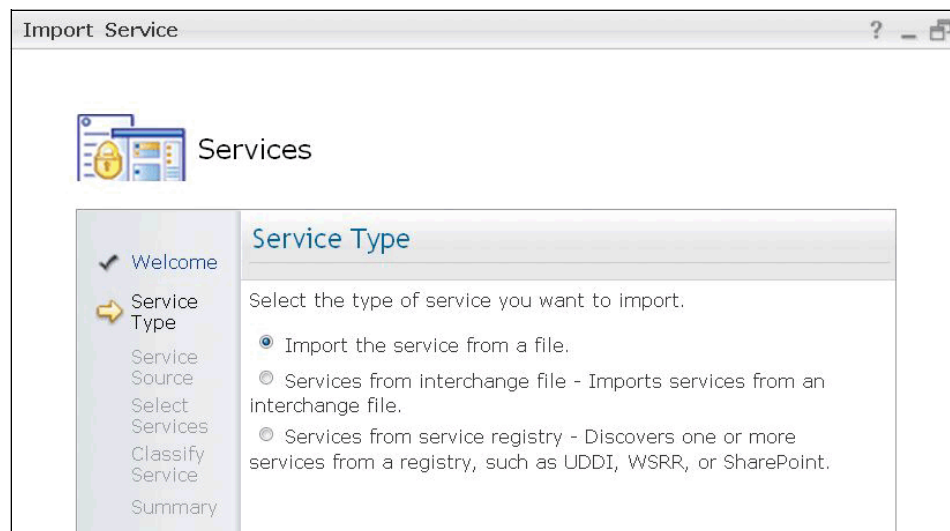 Import Service
?
Services
Welcome
Service
Type
Service
Source
Select
Services
Classify
Service
Summary
Service Type
Select the type of service you want to import.
Import the service from a file.
Services from interchange file - Imports services from an
interchange file.
Services from service registry - Discovers one or more
services from a registry, such as UDDI, WSRR, or SharePoint.